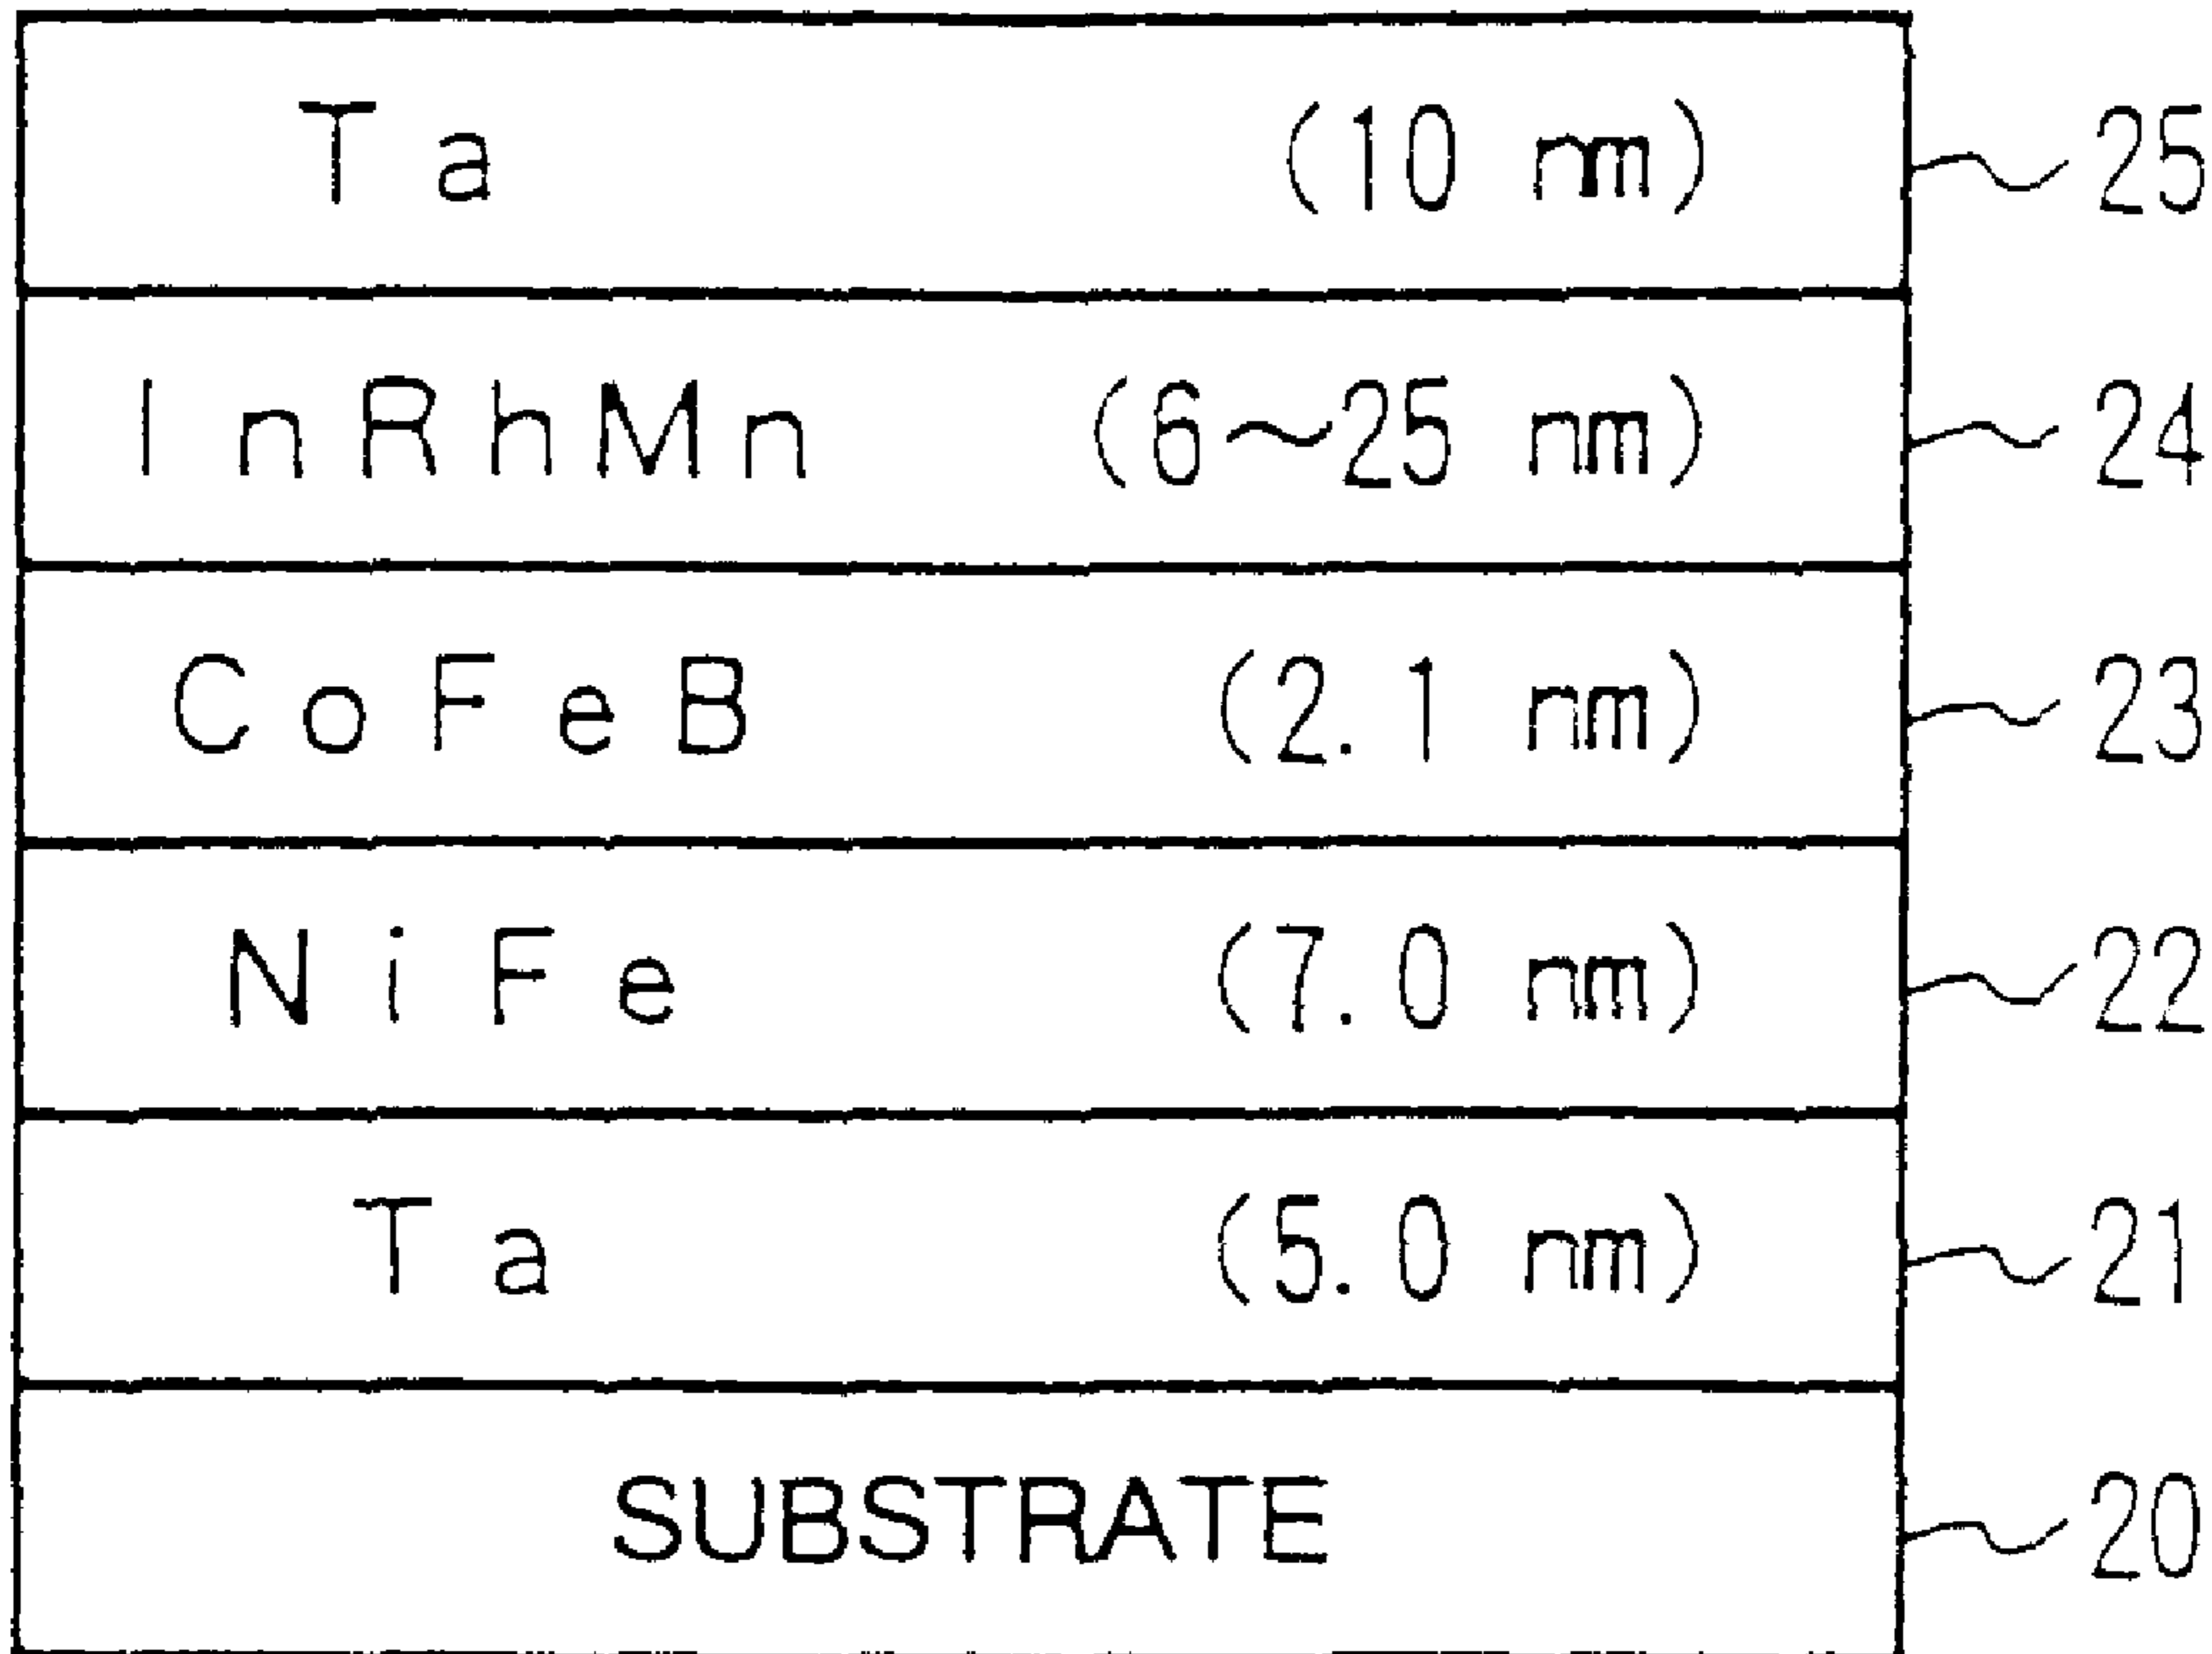 Ta (10 nm) 25
InRhMn (6~25 nm) 24
CoFeB (2.1 nm) 23
NiFe (7.0 nm) 22
Ta (5.0 nm) 21
SUBSTRATE 20